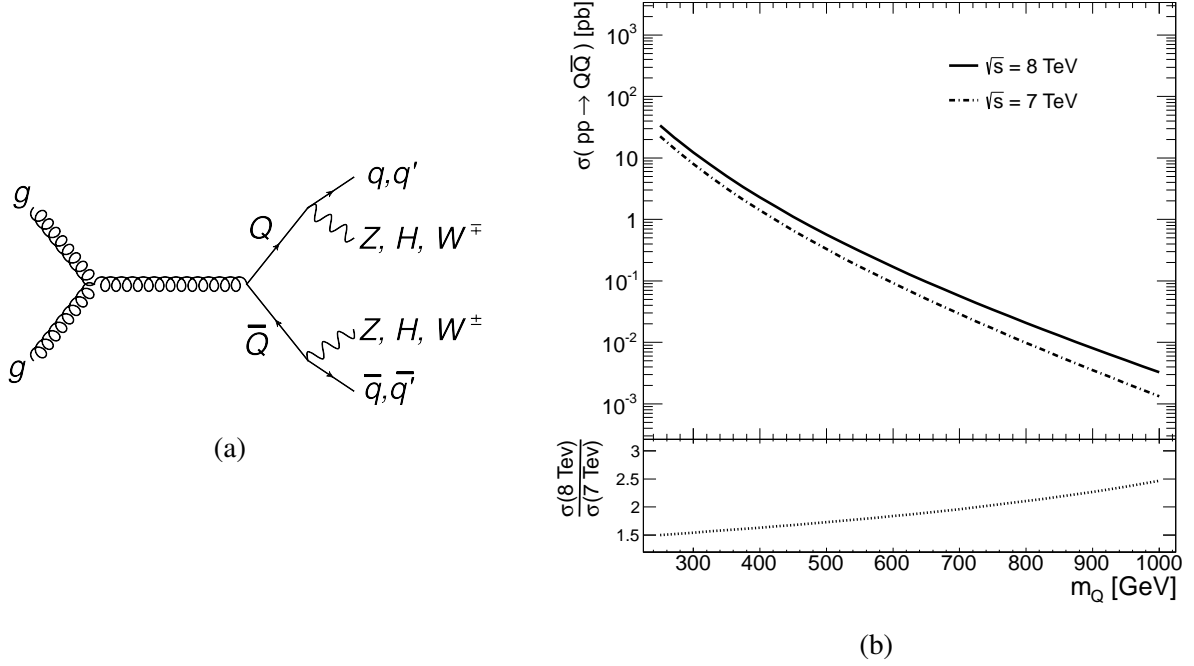 g
g
Q
Q̅
q,q'
Z, H, W∓
Z, H, W±
q̅,q̅'
(a)
σ( pp → QQ̅ ) [pb]
10³
10²
10
1
10⁻¹
10⁻²
10⁻³
√s = 8 TeV
√s = 7 TeV
σ(8 Tev)
σ(7 Tev)
3
2.5
2
1.5
300 400 500 600 700 800 900 1000
m_Q [GeV]
(b)